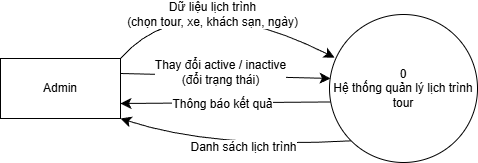 Dữ liệu lịch trình
(chọn tour, xe, khách sạn, ngày)
Thay đổi active / inactive
(đổi trạng thái)
Admin
Thông báo kết quả
Danh sách lịch trình
0
Hệ thống quản lý lịch trình
tour